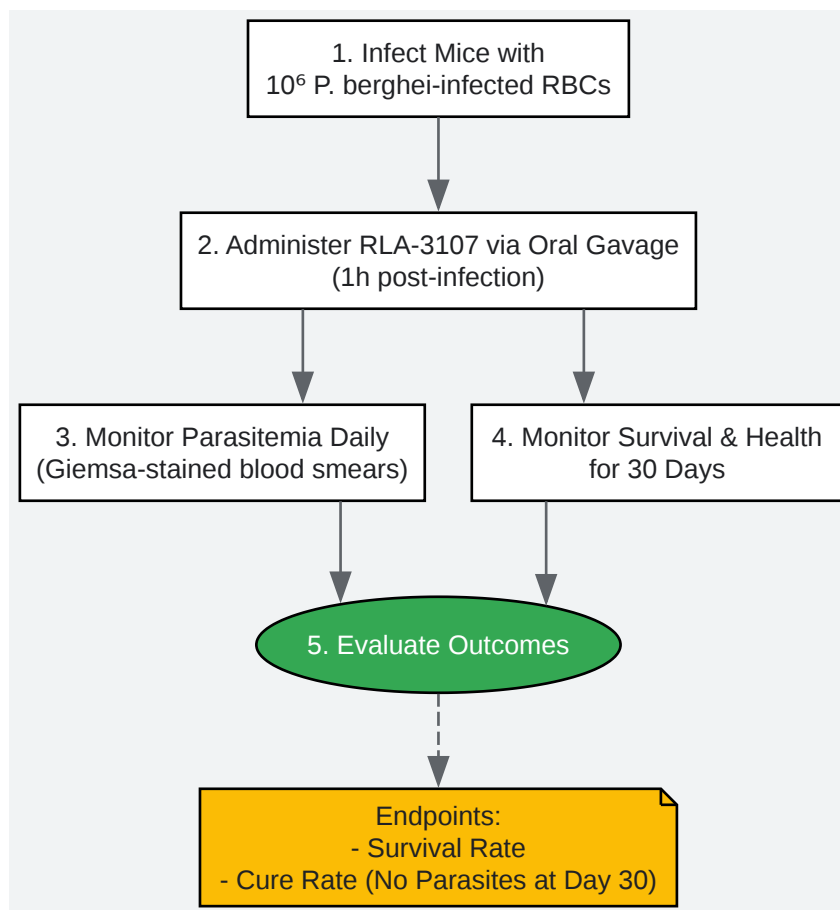 1. Infect Mice with
10⁶ P. berghei-infected RBCs
2. Administer RLA-3107 via Oral Gavage
(1h post-infection)
3. Monitor Parasitemia Daily
(Giemsa-stained blood smears)
4. Monitor Survival & Health
for 30 Days
5. Evaluate Outcomes
Endpoints:
- Survival Rate
- Cure Rate (No Parasites at Day 30)